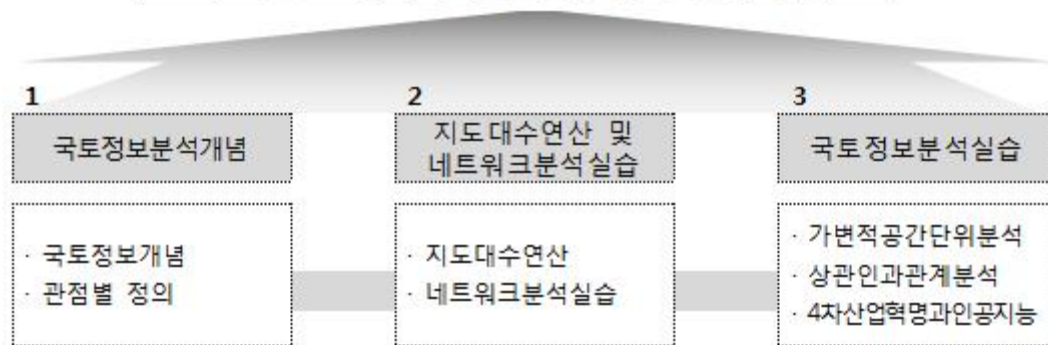 1
국토정보분석개념
· 국토정보개념
· 관점별 정의
2
지도대수연산 및
네트워크분석실습
· 지도대수연산
· 네트워크분석실습
3
국토정보분석실습
· 가변적공간단위분석
· 상관인과관계분석
· 4차산업혁명과인공지능